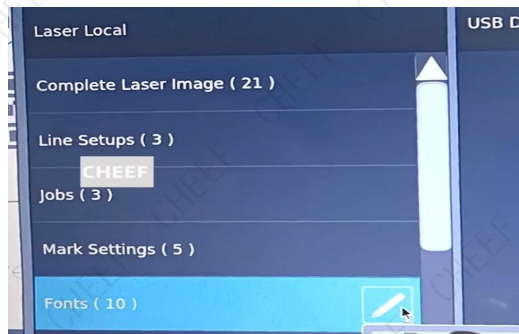 Laser Local
USB D
Complete Laser Image ( 21 )
Line Setups ( 3 )
CHEEF
Jobs ( 3 )
Mark Settings ( 5 )
Fonts ( 10 )